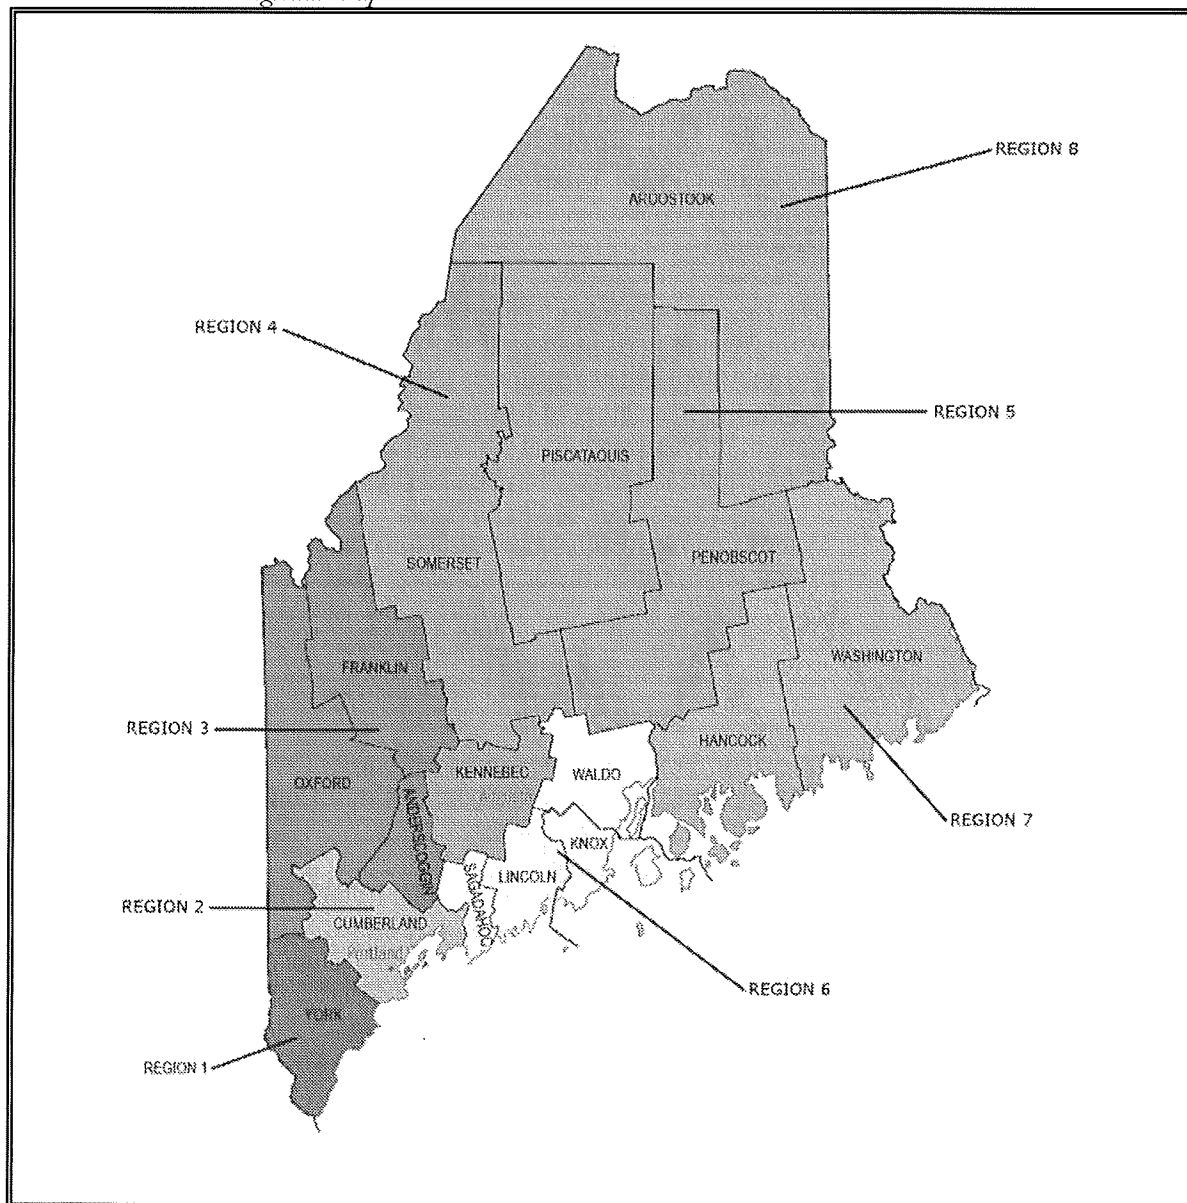 REGION 8
AROOSTOOK
REGION 4
REGION 5
PISCATAQUIS
SOMERSET
PENOBSCOT
FRANKLIN
WASHINGTON
REGION 3
HANCOCK
KENNEBEC
WALDO
OXFORD
ANDERSCOGGIN
REGION 7
KNOX
LINCOLN
SAGADAHOC
REGION 2
CUMBERLAND
Portland
REGION 6
YORK
REGION 1